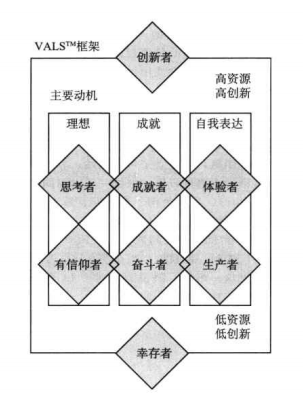 VALS™框架
创新者
高资源
高创新
主要动机
理想
成就
自我表达
思考者
成就者
体验者
有信仰者
奋斗者
生产者
低资源
低创新
幸存者